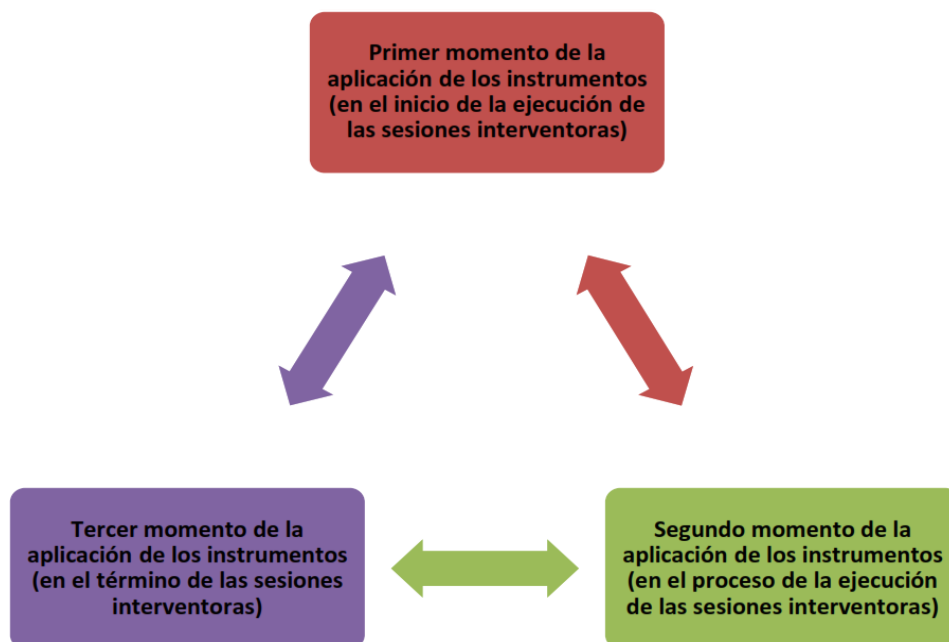 Primer momento de la
aplicación de los instrumentos
(en el inicio de la ejecución de
las sesiones interventoras)
Tercer momento de la
aplicación de los instrumentos
(en el término de las sesiones
interventoras)
Segundo momento de la
aplicación de los instrumentos
(en el proceso de la ejecución
de las sesiones interventoras)